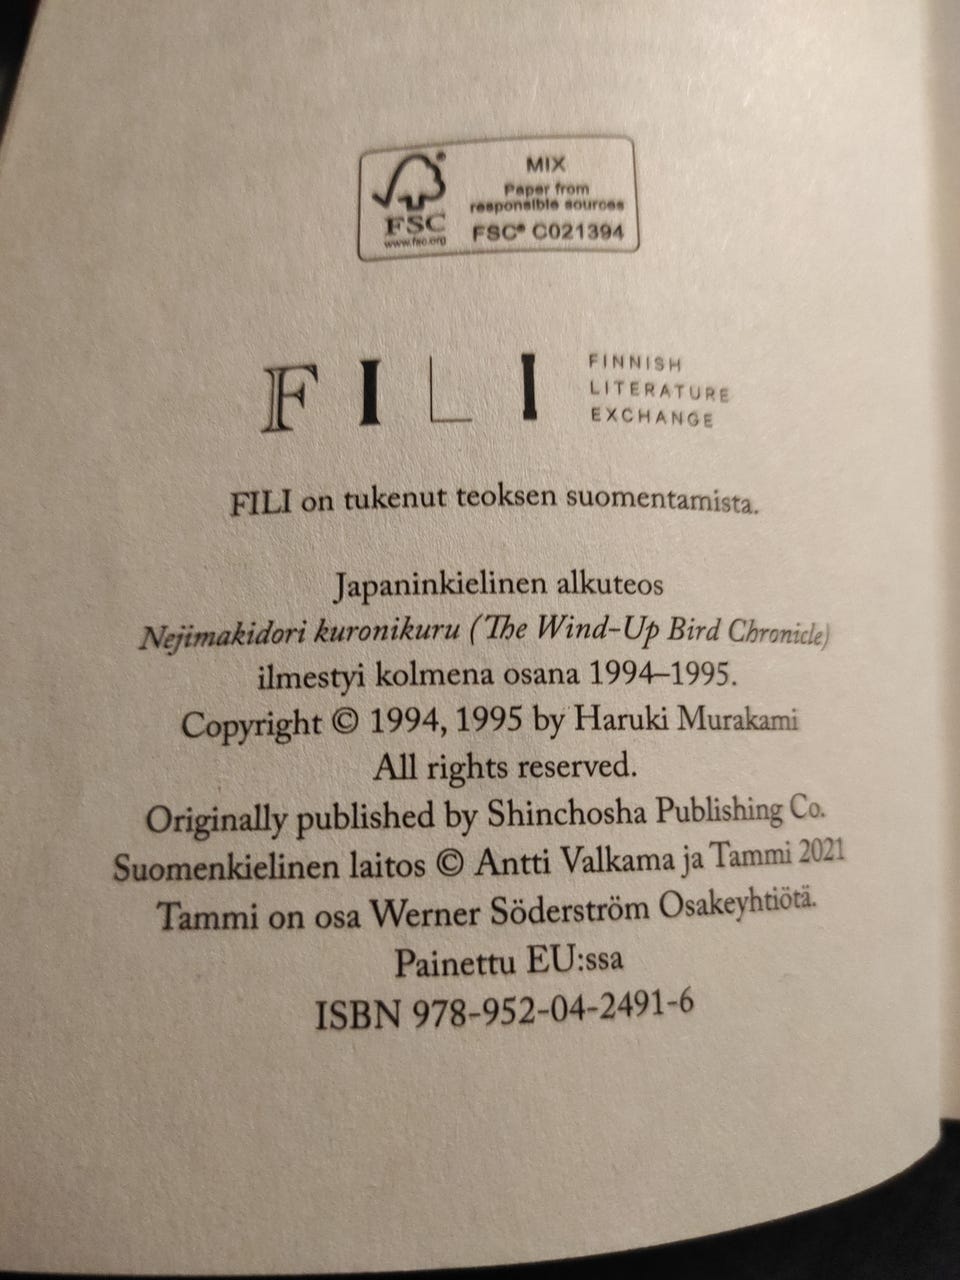 MIX
Paper from
responsible sources
FSC® C021394
FSC
www.fsc.org
FILI
FINNISH
LITERATURE
EXCHANGE
FILI on tukenut teoksen suomentamista.
Japaninkielinen alkuteos
Nejimakidori kuronikuru (The Wind-Up Bird Chronicle)
ilmestyi kolmena osana 1994–1995.
Copyright © 1994, 1995 by Haruki Murakami
All rights reserved.
Originally published by Shinchosha Publishing Co.
Suomenkielinen laitos © Antti Valkama ja Tammi 2021
Tammi on osa Werner Söderström Osakeyhtiötä.
Painettu EU:ssa
ISBN 978-952-04-2491-6